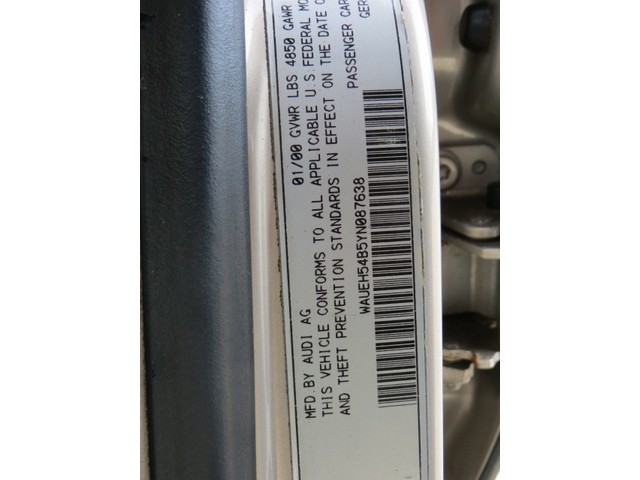 MFD. BY AUDI AG 01/00 GVWR LBS 4850 GAWR
THIS VEHICLE CONFORMS TO ALL APPLICABLE U.S. FEDERAL
AND THEFT PREVENTION STANDARDS IN EFFECT ON THE DATE
WAUEH54B5YN087638 PASSENGER CAR